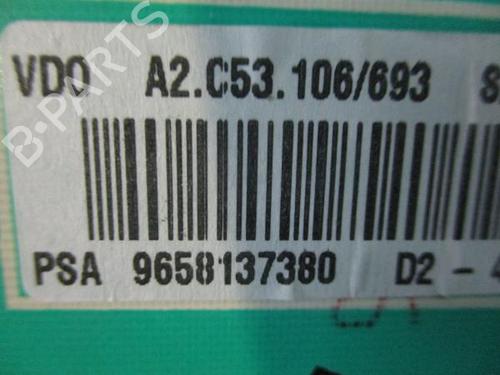 VDO A2.C53.106/693
PSA 9658137380 D2 -
B-PARTS